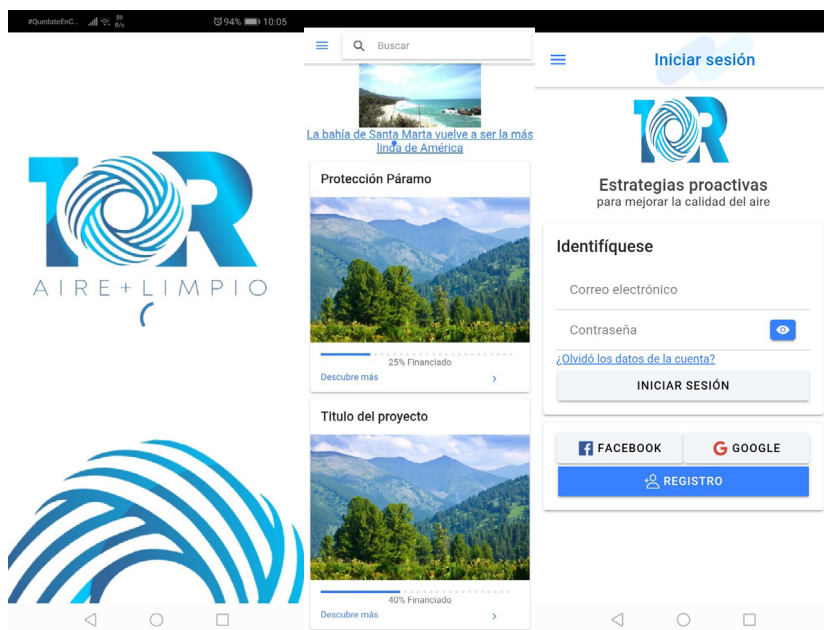 #QuedateEnC...
59
B/s
94%
10:05
TOR
AIRE+LIMPIO
Buscar
La bahía de Santa Marta vuelve a ser la más
linda de América
Protección Páramo
25% Financiado
Descubre más
Titulo del proyecto
40% Financiado
Descubre más
Iniciar sesión
TOR
Estrategias proactivas
para mejorar la calidad del aire
Identifíquese
Correo electrónico
Contraseña
¿Olvidó los datos de la cuenta?
INICIAR SESIÓN
FACEBOOK
GOOGLE
REGISTRO